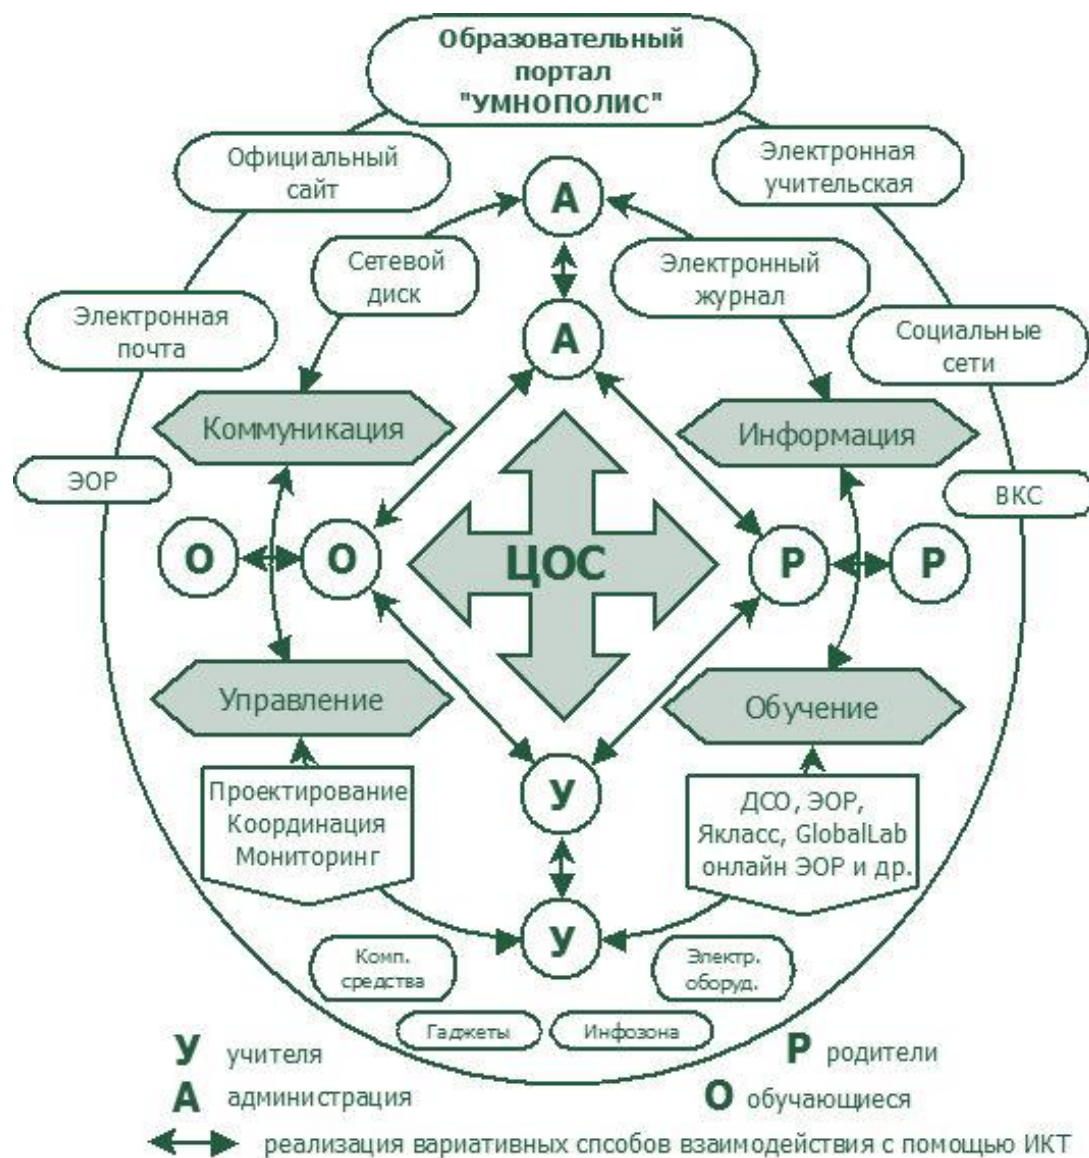 Образовательный
портал
"УМНОПОЛИС"
Официальный
сайт
Электронная
учительская
А
Сетевой
диск
Электронный
журнал
Электронная
почта
А
Социальные
сети
Коммуникация
Информация
ЭОР
ВКС
О
О
ЦОС
Р
Р
Управление
Обучение
Проектирование
Координация
Мониторинг
У
ДСО, ЭОР,
Якласс, GlobalLab
онлайн ЭОР и др.
У
Комп.
средства
Электр.
оборуд.
Гаджеты
Инфозона
У учителя
Р родители
А администрация
О обучающиеся
реализация вариативных спсобов взаимодействия с помощью ИКТ